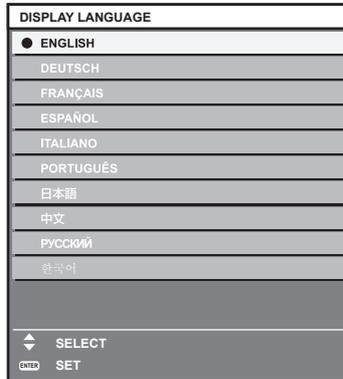 DISPLAY LANGUAGE
ENGLISH
DEUTSCH
FRANÇAIS
ESPAÑOL
ITALIANO
PORTUGUÊS
日本語
中文
РУССКИЙ
한국어
SELECT
ENTER SET